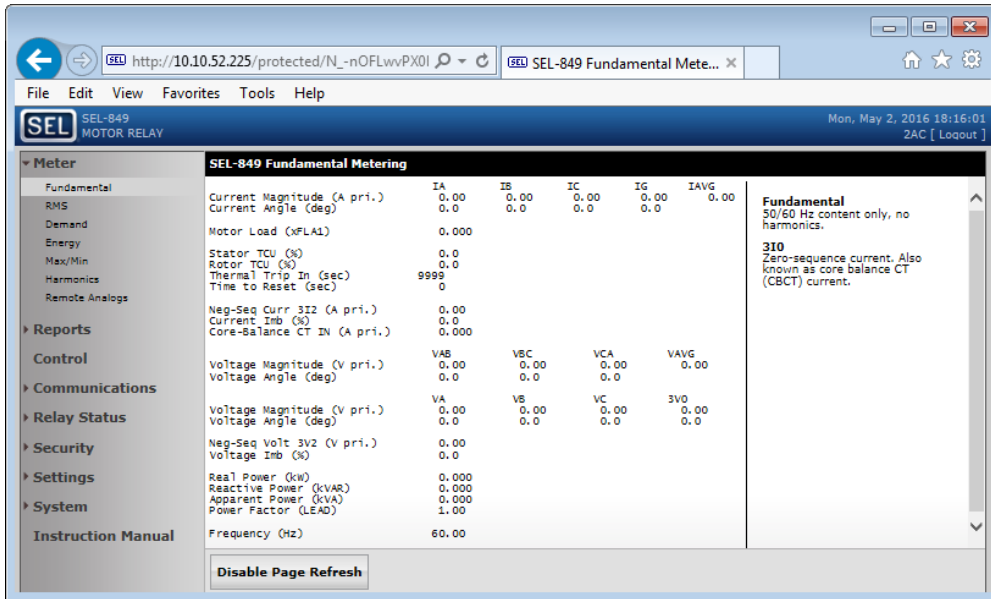 SEL http://10.10.52.225/protected/N_-nOFLwvPX0l
SEL SEL-849 Fundamental Mete...
File Edit View Favorites Tools Help
SEL
SEL-849
MOTOR RELAY
Mon, May 2, 2016 18:16:01
2AC [ Logout ]
Meter
Fundamental
RMS
Demand
Energy
Max/Min
Harmonics
Remote Analogs
Reports
Control
Communications
Relay Status
Security
Settings
System
Instruction Manual
SEL-849 Fundamental Metering
IA IB IC IG IAVG
Current Magnitude (A pri.) 0.00 0.00 0.00 0.00 0.00
Current Angle (deg) 0.0 0.0 0.0 0.0
Motor Load (xFLA1) 0.000
Stator TCU (%) 0.0
Rotor TCU (%) 0.0
Thermal Trip In (sec) 9999
Time to Reset (sec) 0
Neg-Seq Curr 3I2 (A pri.) 0.00
Current Imb (%) 0.0
Core-Balance CT IN (A pri.) 0.000
VAB VBC VCA VAVG
Voltage Magnitude (V pri.) 0.00 0.00 0.00 0.00
Voltage Angle (deg) 0.0 0.0 0.0
VA VB VC 3V0
Voltage Magnitude (V pri.) 0.00 0.00 0.00 0.00
Voltage Angle (deg) 0.0 0.0 0.0 0.0
Neg-Seq Volt 3V2 (V pri.) 0.00
Voltage Imb (%) 0.0
Real Power (kW) 0.000
Reactive Power (kVAR) 0.000
Apparent Power (kVA) 0.000
Power Factor (LEAD) 1.00
Frequency (Hz) 60.00
Disable Page Refresh
Fundamental
50/60 Hz content only, no
harmonics.
3I0
Zero-sequence current. Also
known as core balance CT
(CBCT) current.